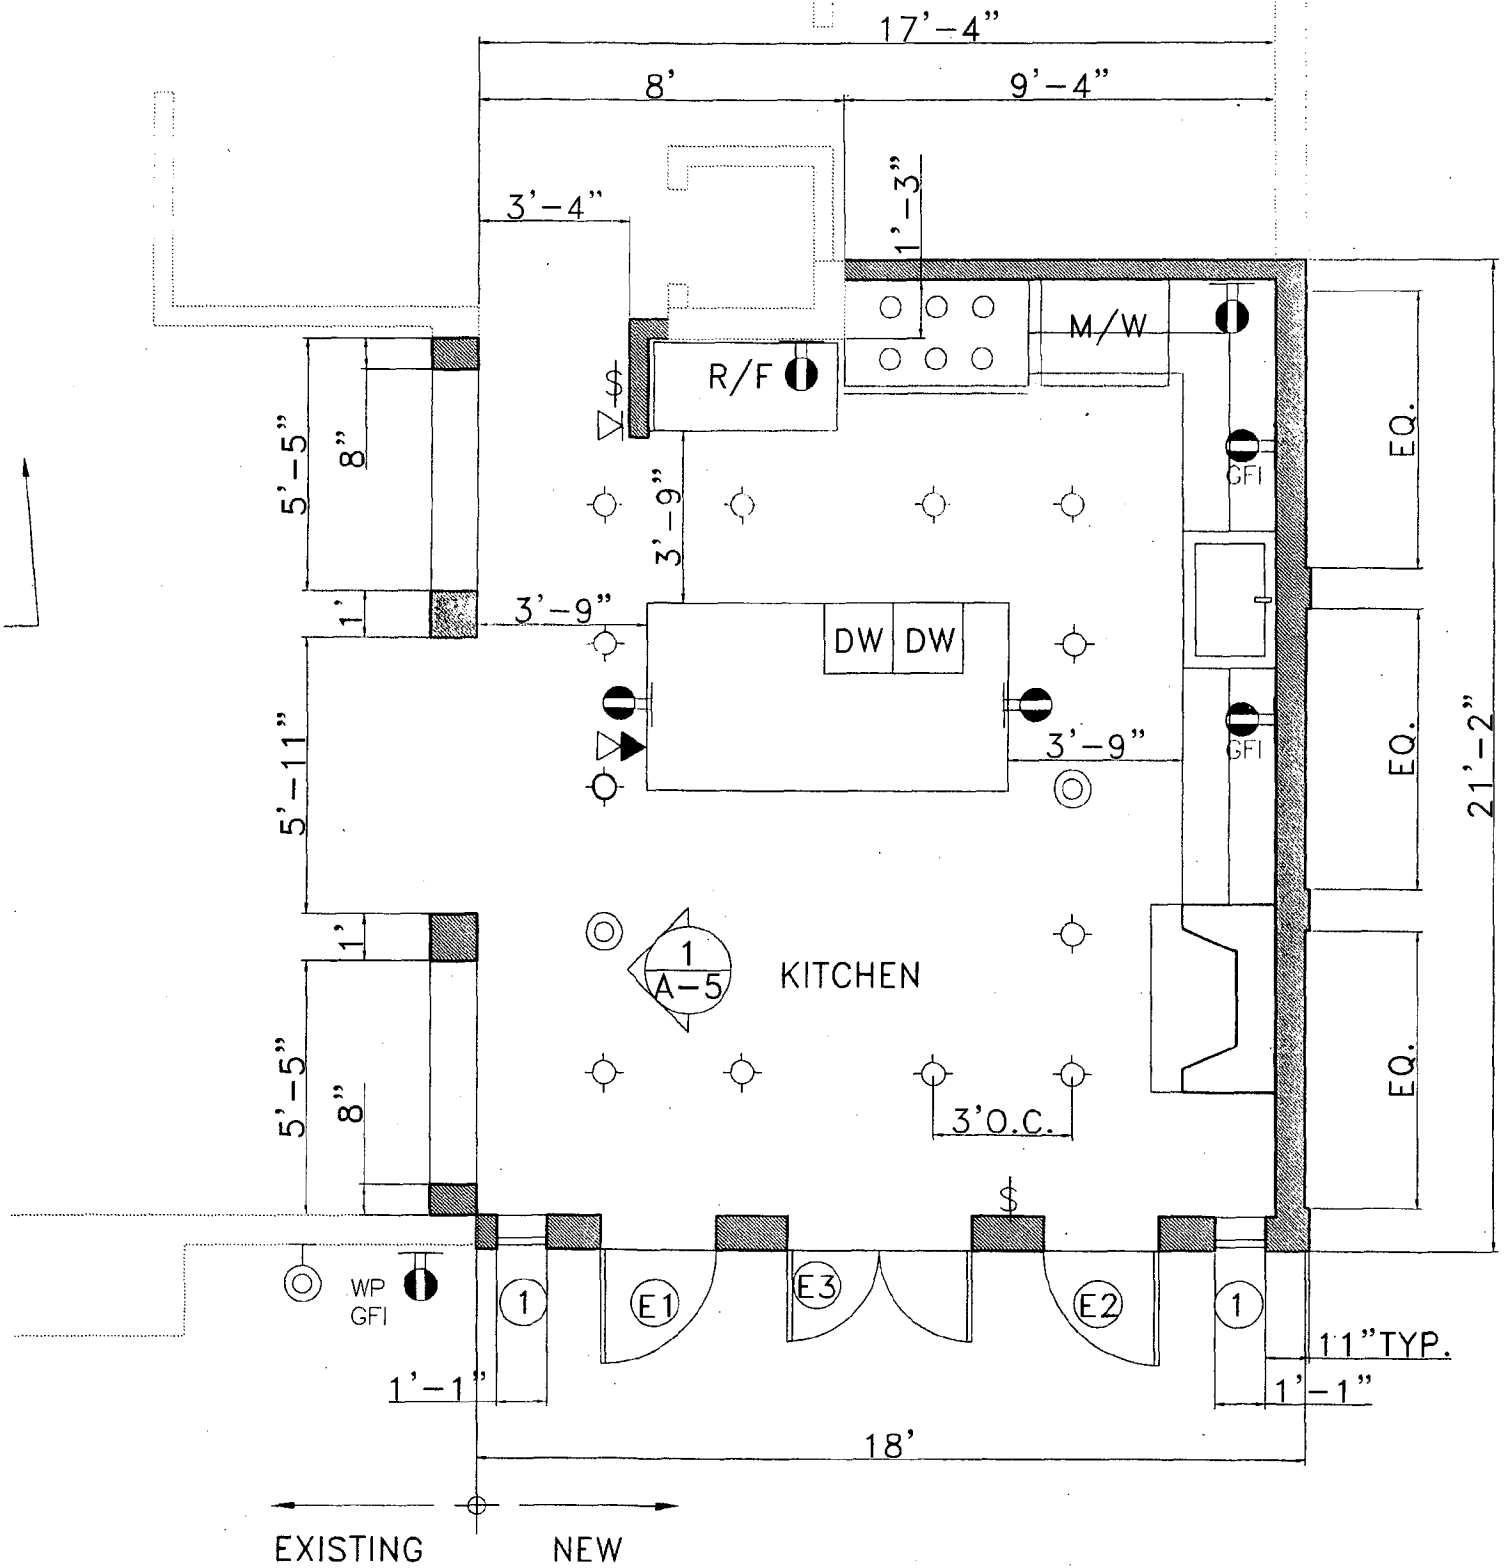 17'-4"
8'
9'-4"
3'-4"
1'-3"
M/W
R/F
$
5'-5"
8"
EQ.
GFI
3'-9"
1'
3'-9"
DW DW
5'-11"
3'-9"
GFI
EQ.
21'-2"
1'
1
A-5
KITCHEN
5'-5"
8"
EQ.
3'O.C.
$
WP
GFI
1
E1
E3
E2
1
11"TYP.
1'-1"
1'-1"
18'
EXISTING
NEW